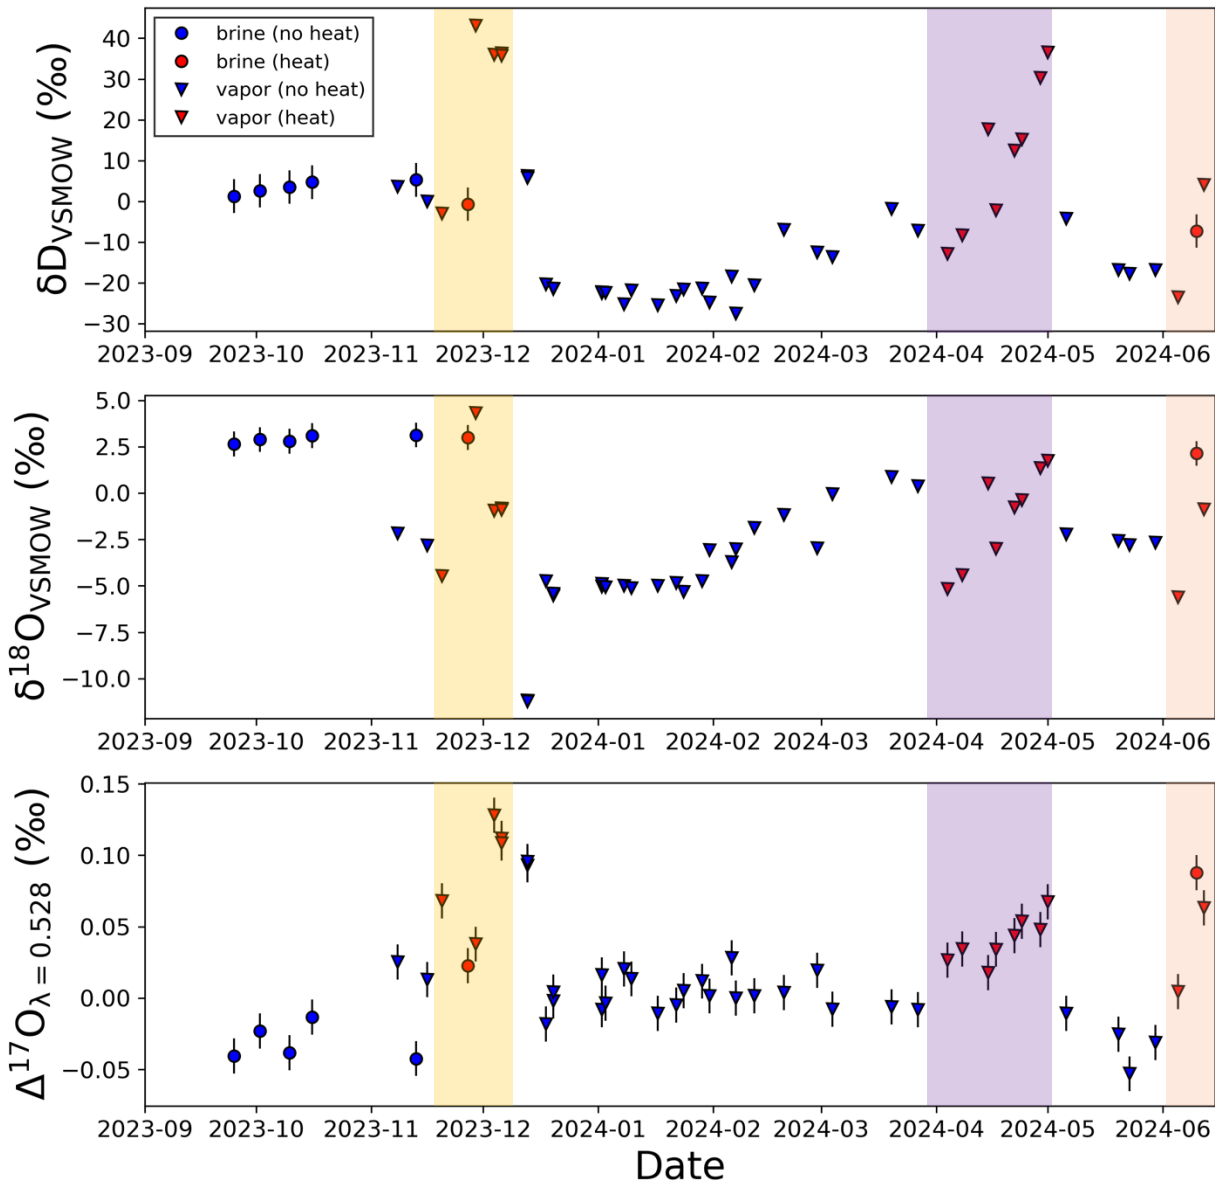 δD_VSMOW (‰)
40
30
20
10
0
−10
−20
−30
brine (no heat)
brine (heat)
vapor (no heat)
vapor (heat)
2023-09 2023-10 2023-11 2023-12 2024-01 2024-02 2024-03 2024-04 2024-05 2024-06
δ¹⁸O_VSMOW (‰)
5.0
2.5
0.0
−2.5
−5.0
−7.5
−10.0
2023-09 2023-10 2023-11 2023-12 2024-01 2024-02 2024-03 2024-04 2024-05 2024-06
Δ¹⁷O_λ=0.528 (‰)
0.15
0.10
0.05
0.00
−0.05
2023-09 2023-10 2023-11 2023-12 2024-01 2024-02 2024-03 2024-04 2024-05 2024-06
Date